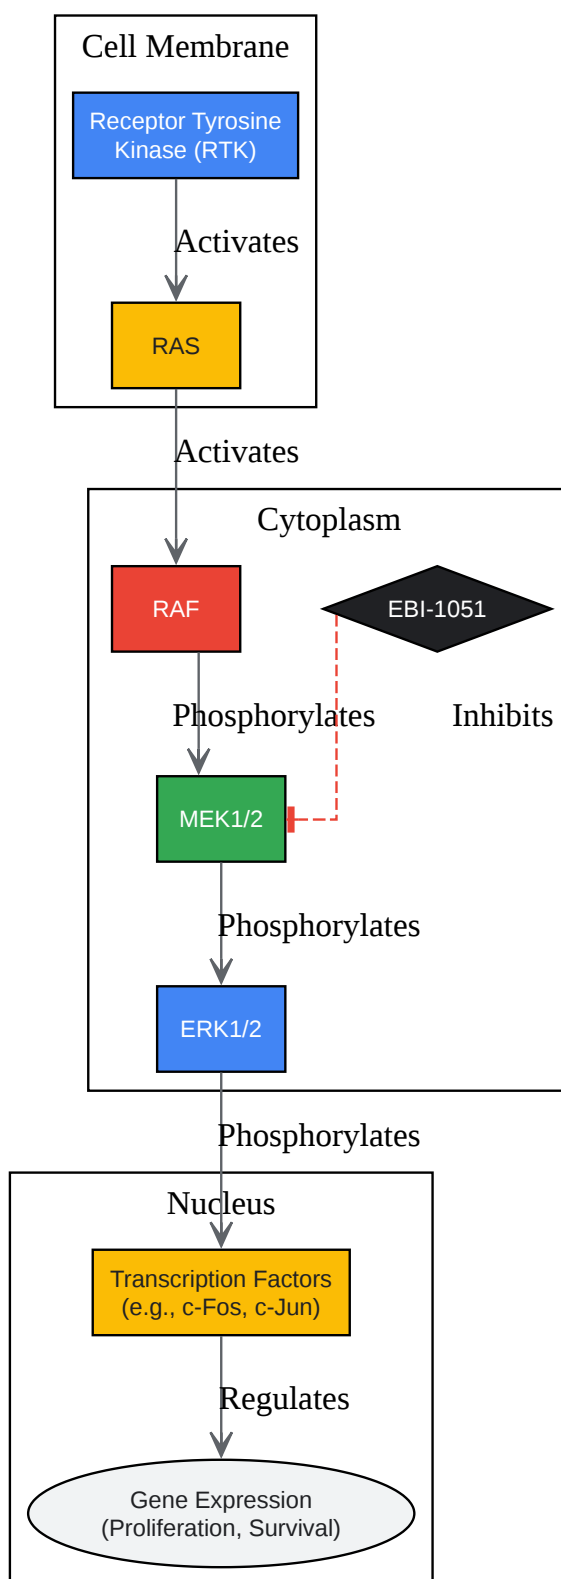 Cell Membrane
Receptor Tyrosine
Kinase (RTK)
Activates
RAS
Activates
Cytoplasm
RAF
EBI-1051
Phosphorylates
Inhibits
MEK1/2
Phosphorylates
ERK1/2
Phosphorylates
Nucleus
Transcription Factors
(e.g., c-Fos, c-Jun)
Regulates
Gene Expression
(Proliferation, Survival)